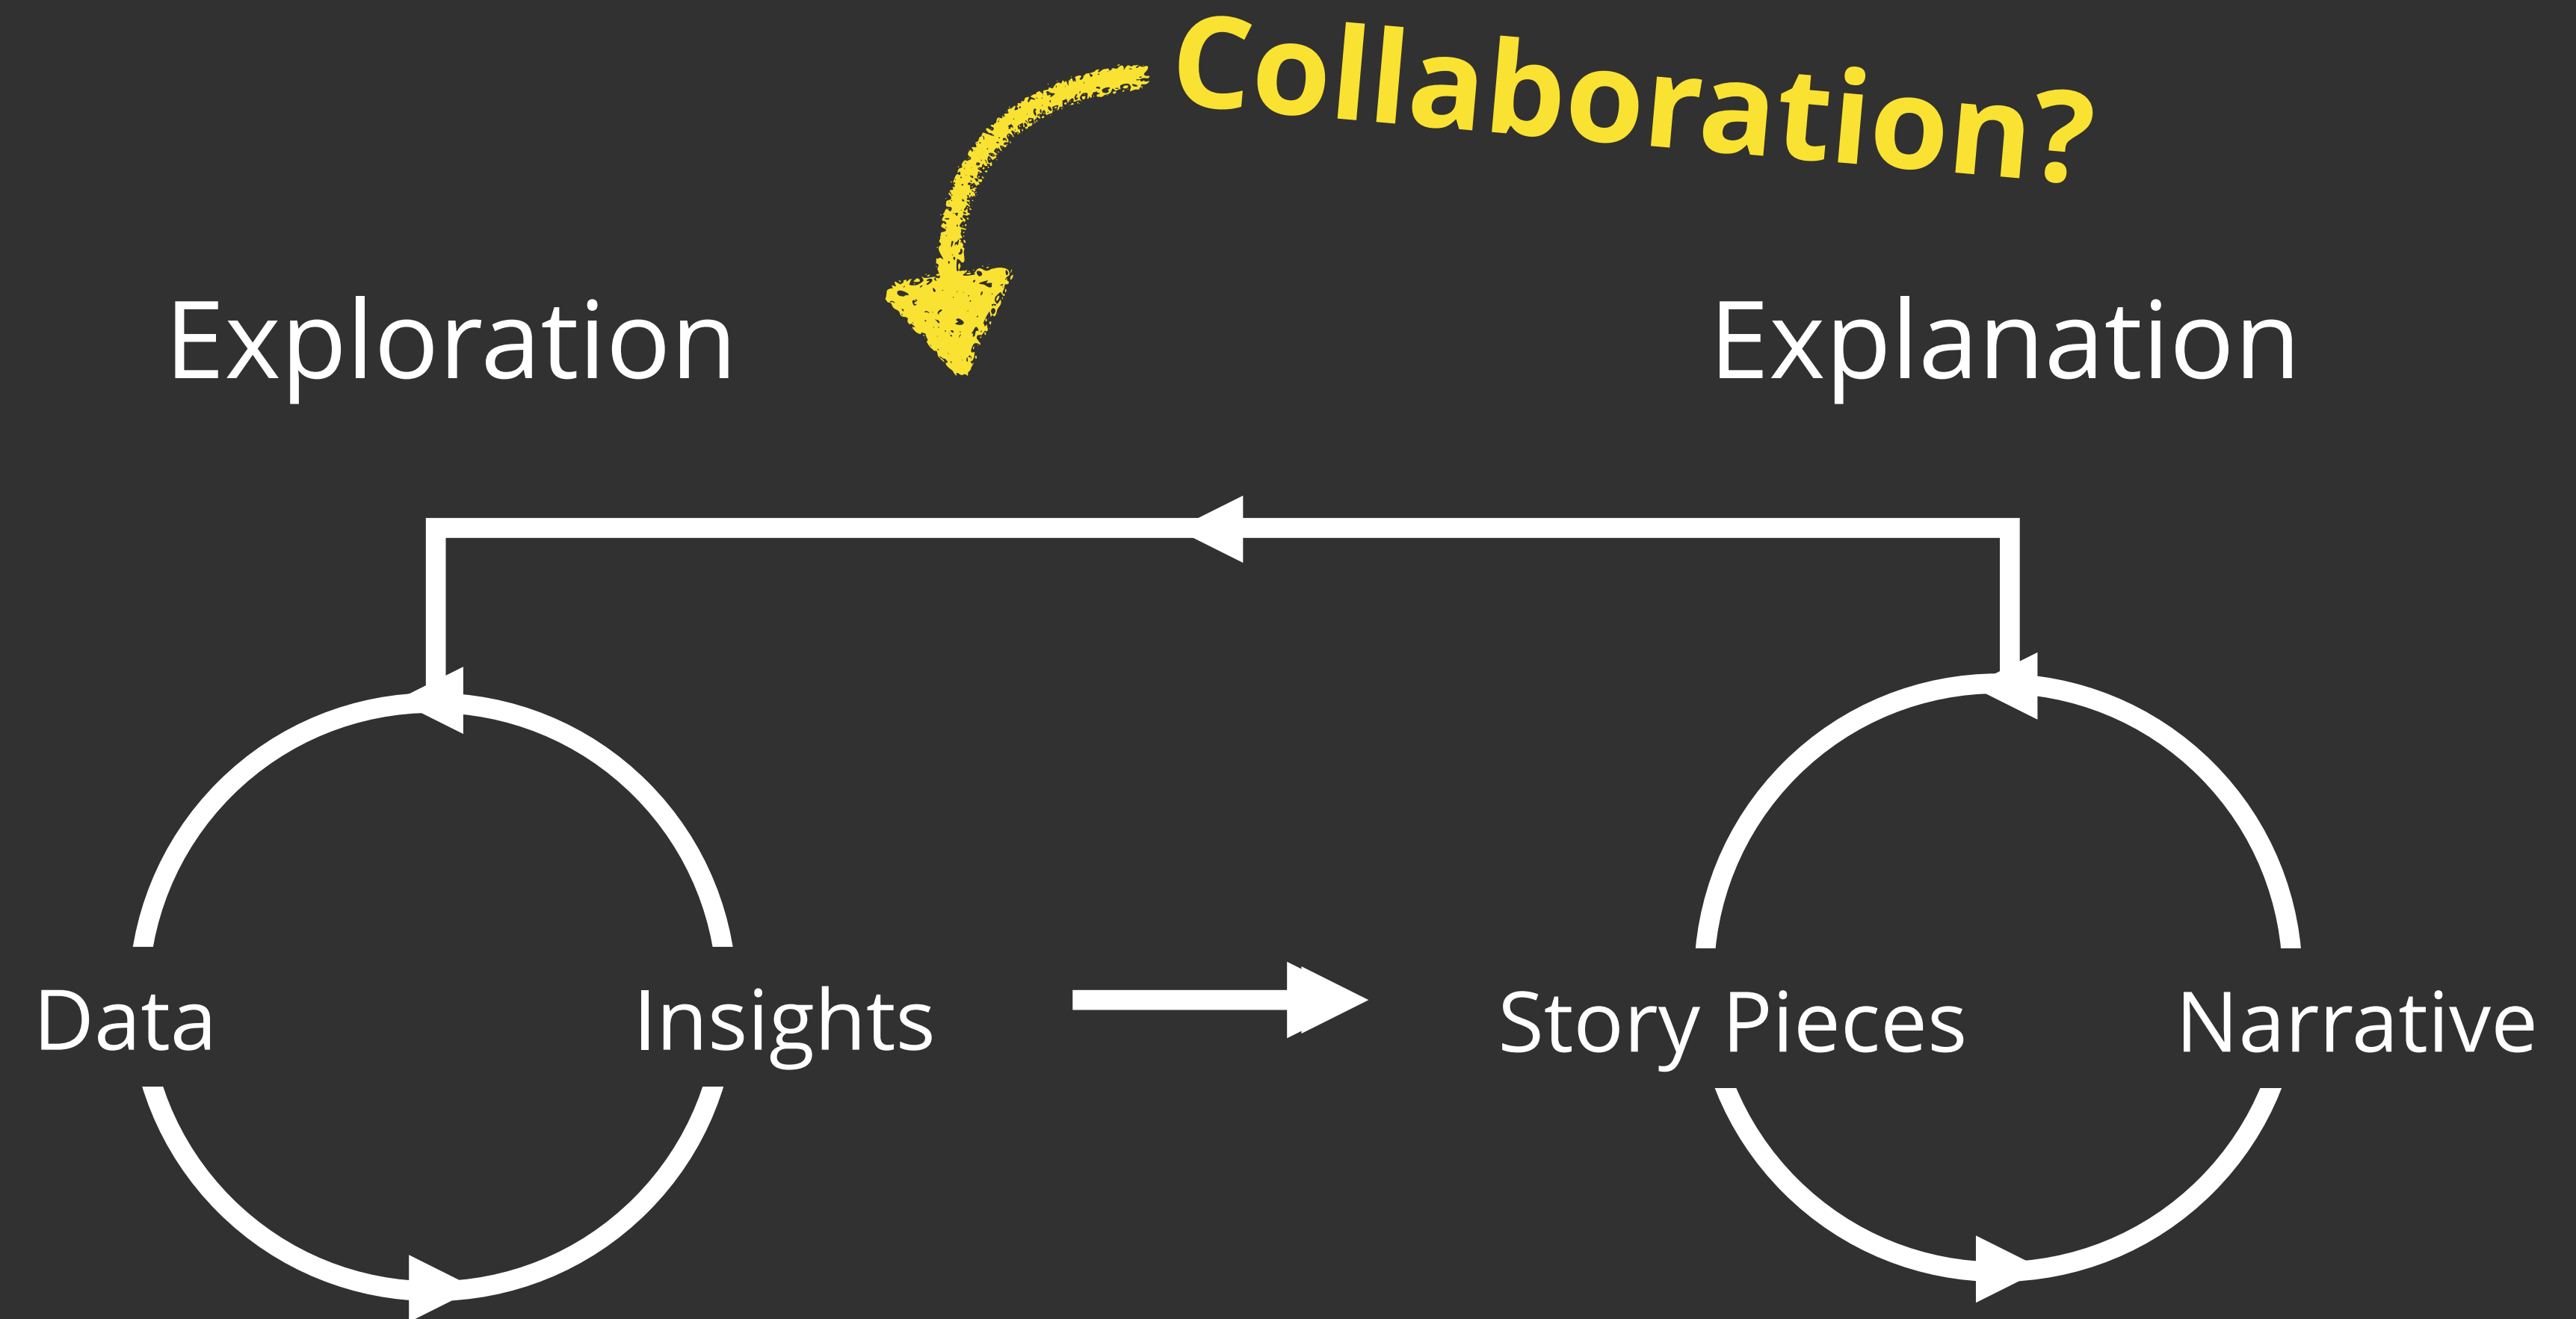 Collaboration?
Exploration
Explanation
Data
Insights
Story Pieces
Narrative